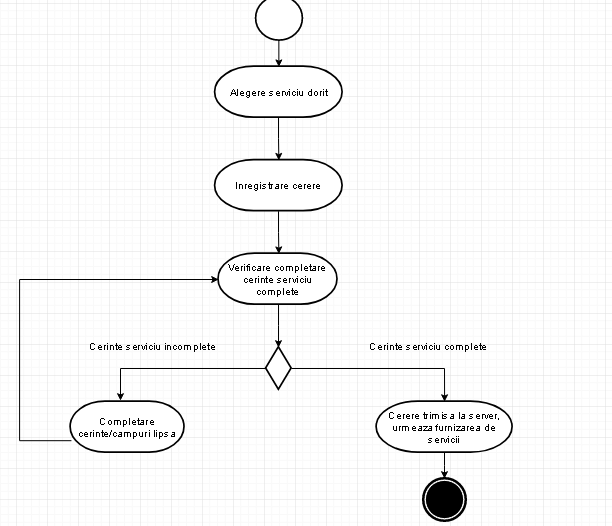 Alegere serviciu dorit
Inregistrare cerere
Verificare completare
cerinte serviciu
complete
Cerinte serviciu incomplete
Cerinte serviciu complete
Completare
cerinte/campuri lipsa
Cerere trimisa la server,
urmeaza furnizarea de
servicii